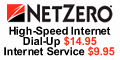 NETZERO
High-Speed Internet
Dial-Up $14.95
Internet Service $9.95